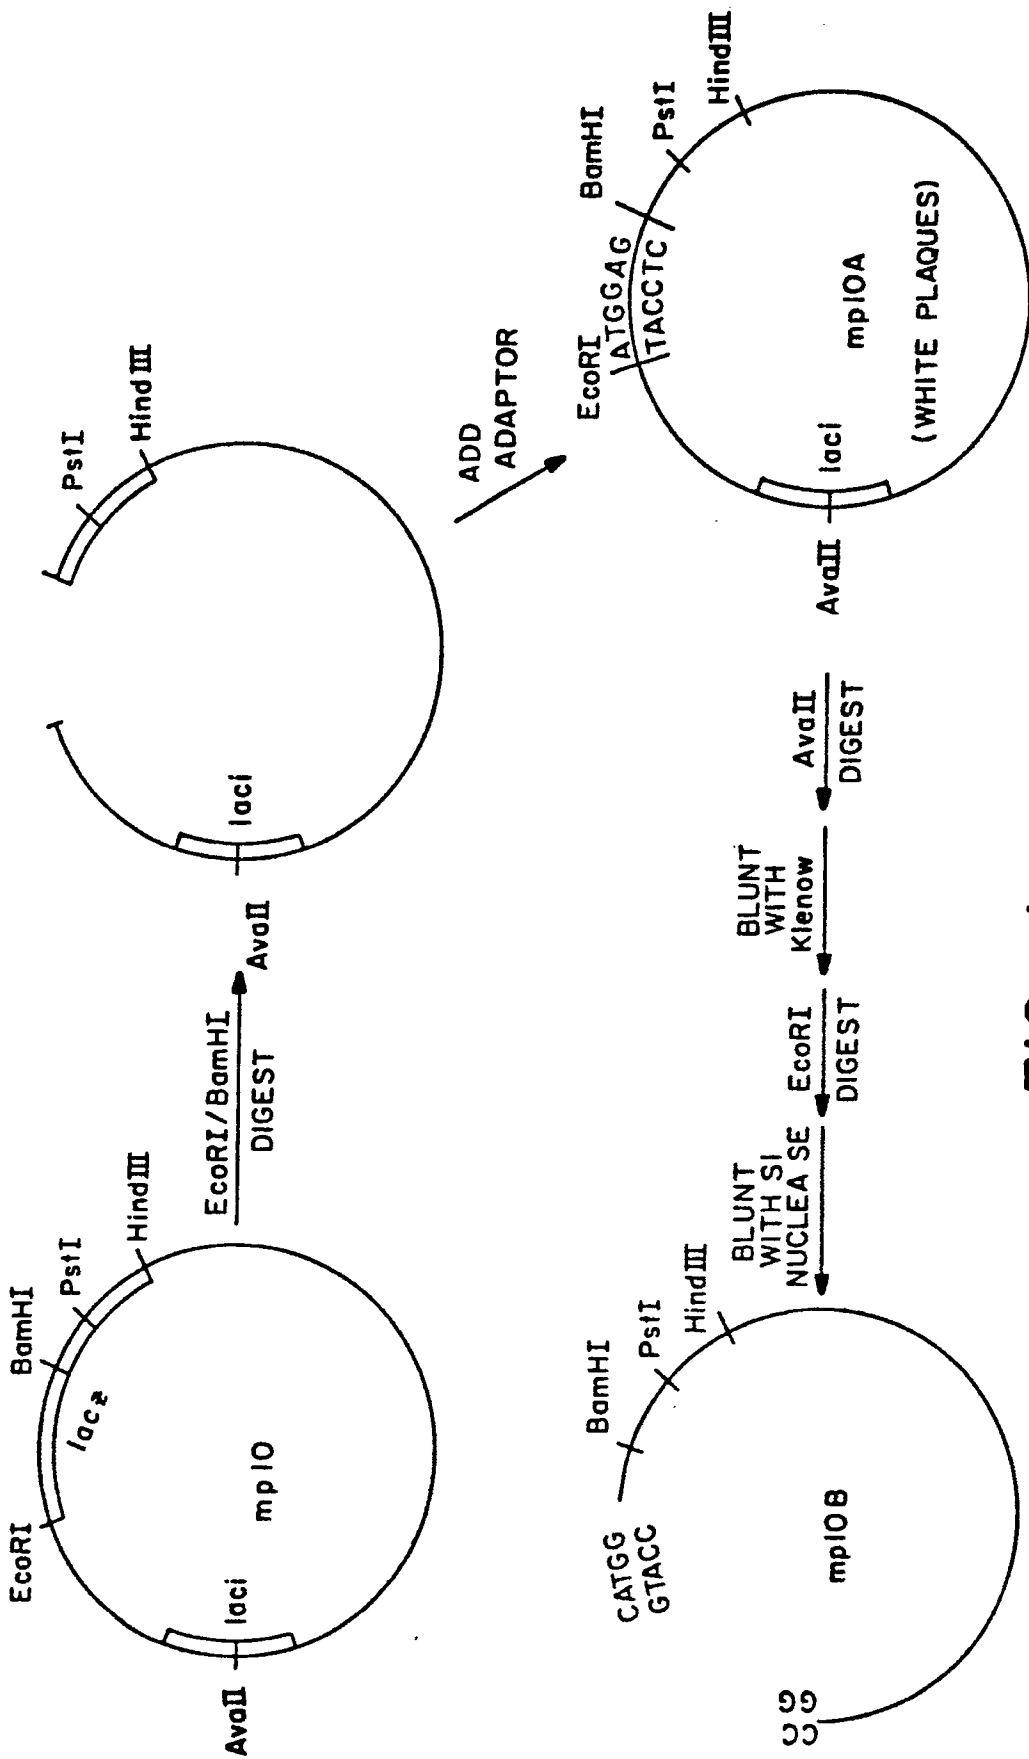 EcoRI
BamHI
PstI
HindIII
lacz
mp10
laci
AvaII
EcoRI/BamHI
DIGEST
PstI
HindIII
laci
AvaII
ADD
ADAPTOR
EcoRI
ATGGAG
TACCTC
BamHI
PstI
HindIII
mp10A
(WHITE PLAQUES)
laci
AvaII
AvaII
DIGEST
BLUNT
WITH
Klenow
EcoRI
DIGEST
BLUNT
WITH SI
NUCLEASE
BamHI
PstI
HindIII
CATGG
GTACC
mp10B
GG
CC